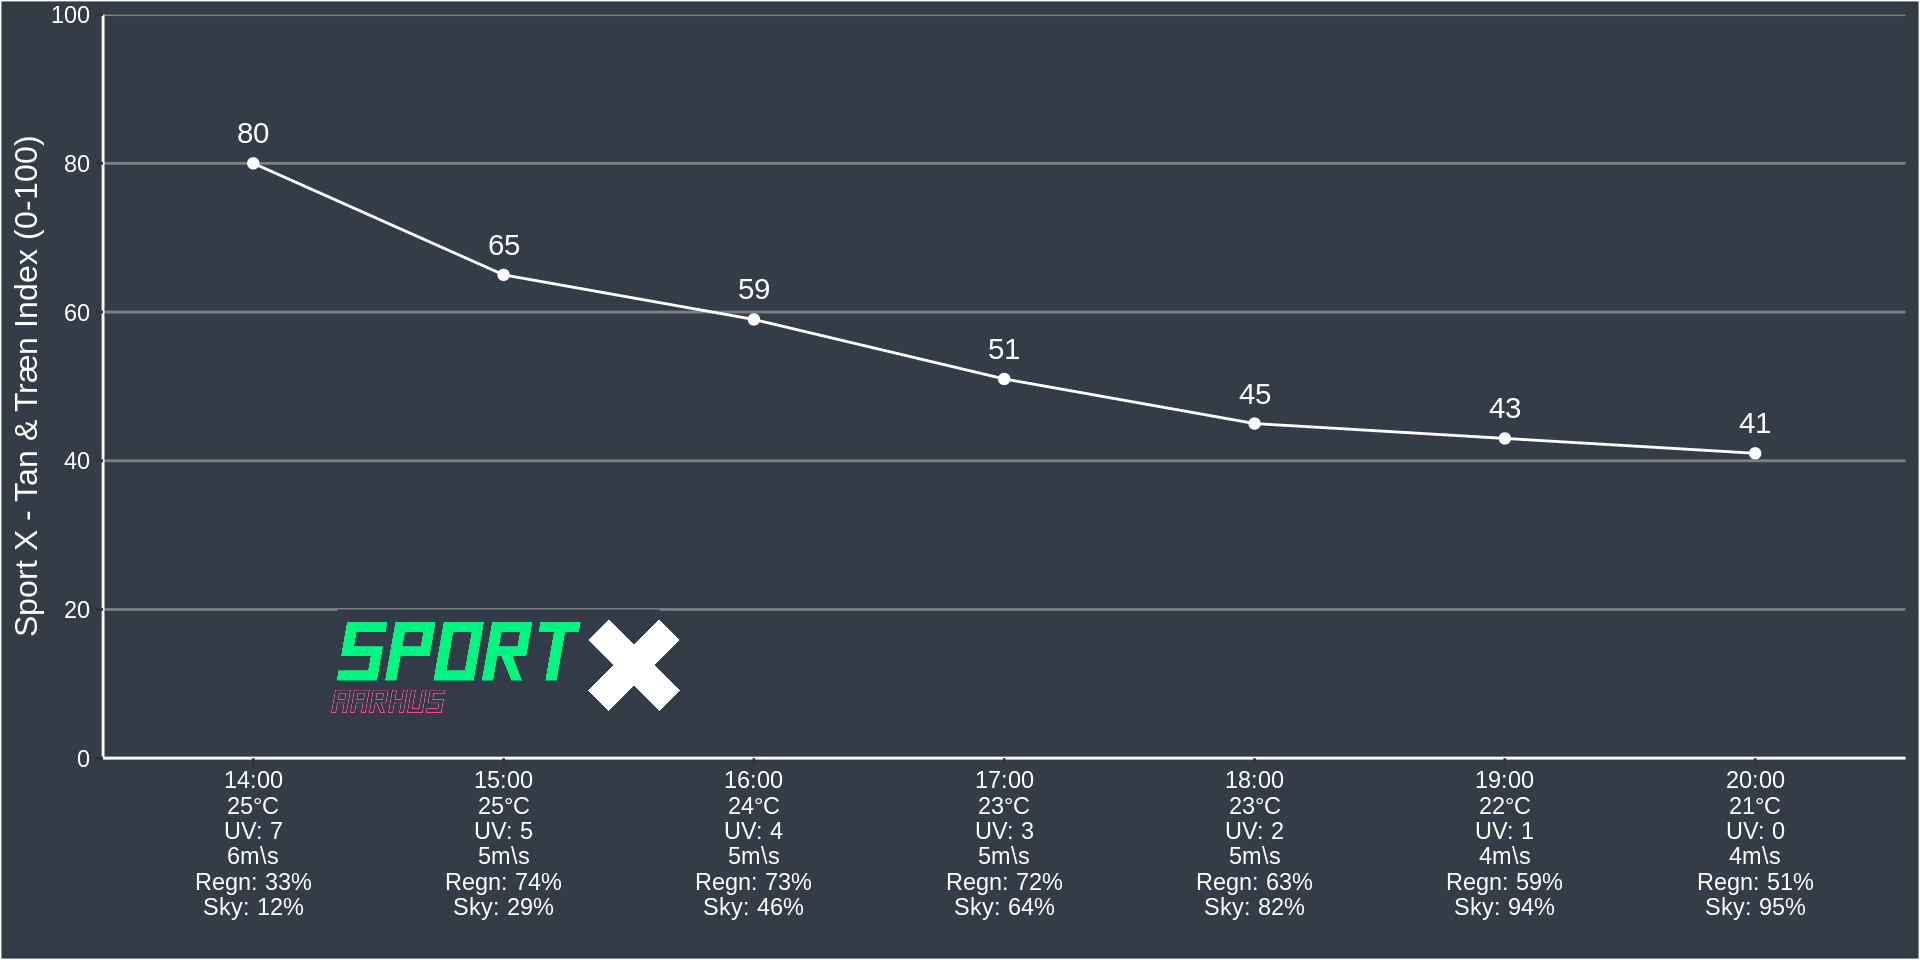 Sport X - Tan & Træn Index (0-100)
100
80
60
40
20
0
80
65
59
51
45
43
41
SPORT X
AARHUS
14:00 15:00 16:00 17:00 18:00 19:00 20:00
25°C 25°C 24°C 23°C 23°C 22°C 21°C
UV: 7 UV: 5 UV: 4 UV: 3 UV: 2 UV: 1 UV: 0
6m\s 5m\s 5m\s 5m\s 5m\s 4m\s 4m\s
Regn: 33% Regn: 74% Regn: 73% Regn: 72% Regn: 63% Regn: 59% Regn: 51%
Sky: 12% Sky: 29% Sky: 46% Sky: 64% Sky: 82% Sky: 94% Sky: 95%